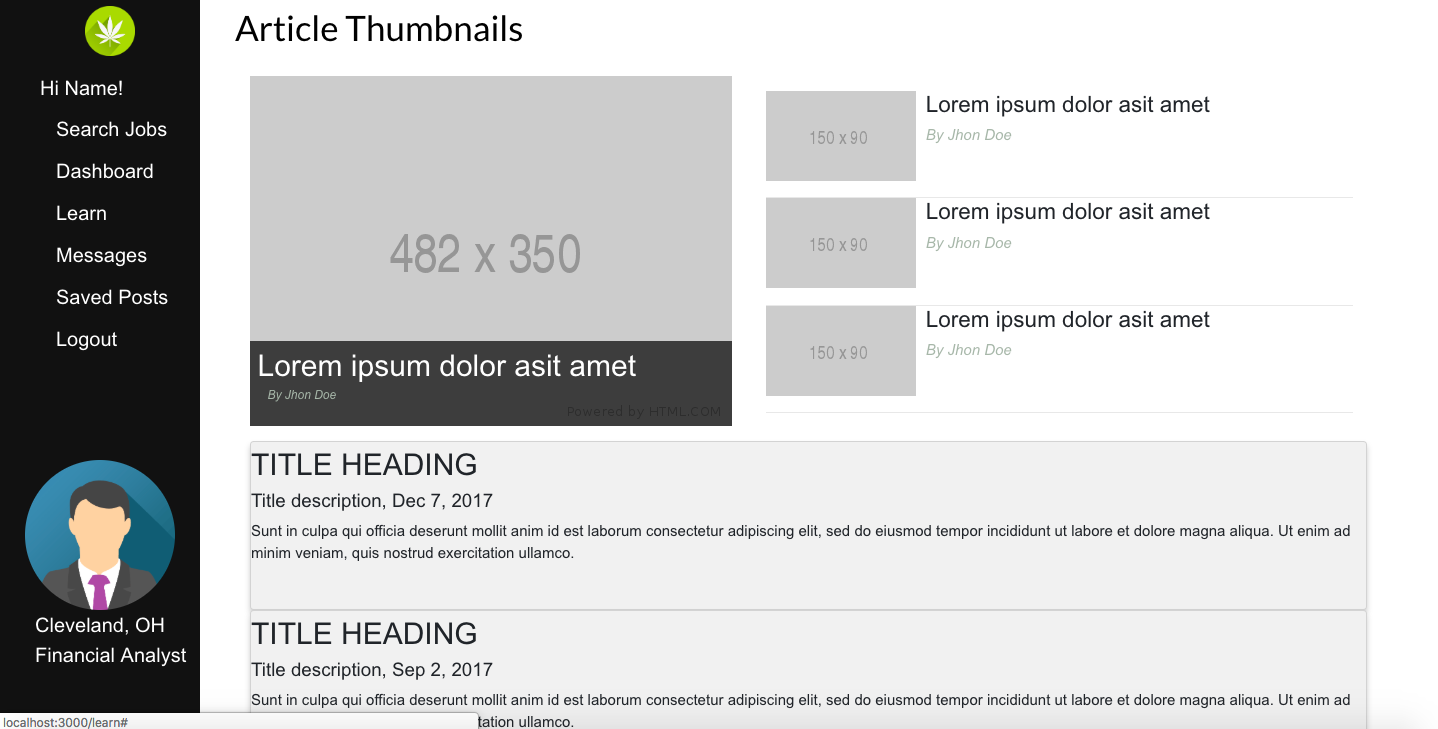 Article Thumbnails
Hi Name!
Search Jobs
Dashboard
Learn
Messages
Saved Posts
Logout
Cleveland, OH
Financial Analyst
482 x 350
Lorem ipsum dolor asit amet
By Jhon Doe
Powered by HTML.COM
150 x 90
Lorem ipsum dolor asit amet
By Jhon Doe
150 x 90
Lorem ipsum dolor asit amet
By Jhon Doe
150 x 90
Lorem ipsum dolor asit amet
By Jhon Doe
TITLE HEADING
Title description, Dec 7, 2017
Sunt in culpa qui officia deserunt mollit anim id est laborum consectetur adipiscing elit, sed do eiusmod tempor incididunt ut labore et dolore magna aliqua. Ut enim ad
minim veniam, quis nostrud exercitation ullamco.
TITLE HEADING
Title description, Sep 2, 2017
Sunt in culpa qui officia deserunt mollit anim id est laborum consectetur adipiscing elit, sed do eiusmod tempor incididunt ut labore et dolore magna aliqua. Ut enim ad
tation ullamco.
localhost:3000/learn#